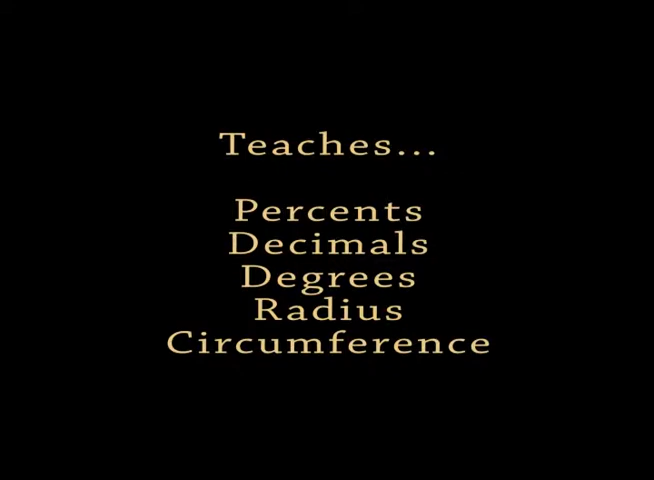 Teaches...
Percents
Decimals
Degrees
Radius
Circumference